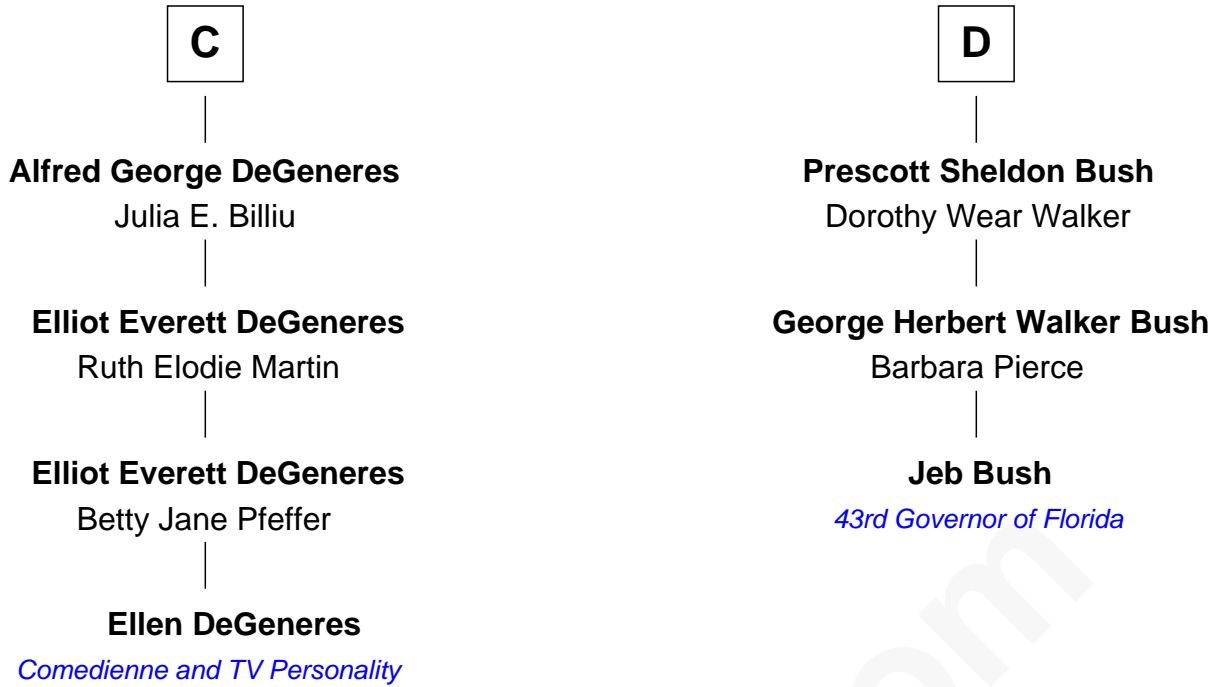 C
Alfred George DeGeneres
Julia E. Billiu
Elliot Everett DeGeneres
Ruth Elodie Martin
Elliot Everett DeGeneres
Betty Jane Pfeffer
Ellen DeGeneres
Comedienne and TV Personality
D
Prescott Sheldon Bush
Dorothy Wear Walker
George Herbert Walker Bush
Barbara Pierce
Jeb Bush
43rd Governor of Florida
om